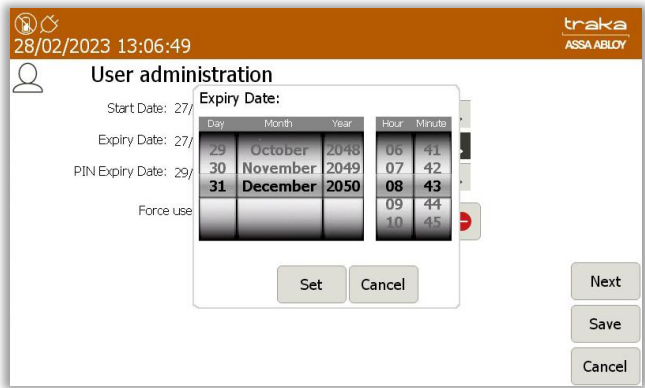 traka
28/02/2023 13:06:49
ASSA ABLOY
User administration
Start Date: 27/
Expiry Date: 27/
PIN Expiry Date: 29/
Force use
Expiry Date:
Day Month Year Hour Minute
29 October 2048 06 41
30 November 2049 07 42
31 December 2050 08 43
09 44
10 45
Set Cancel
Next
Save
Cancel